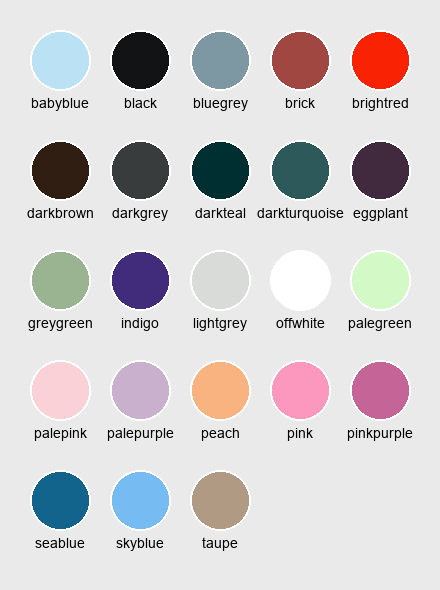 babyblue black bluegrey brick brightred
darkbrown darkgrey darkteal darkturquoise eggplant
greygreen indigo lightgrey offwhite palegreen
palepink palepurple peach pink pinkpurple
seablue skyblue taupe